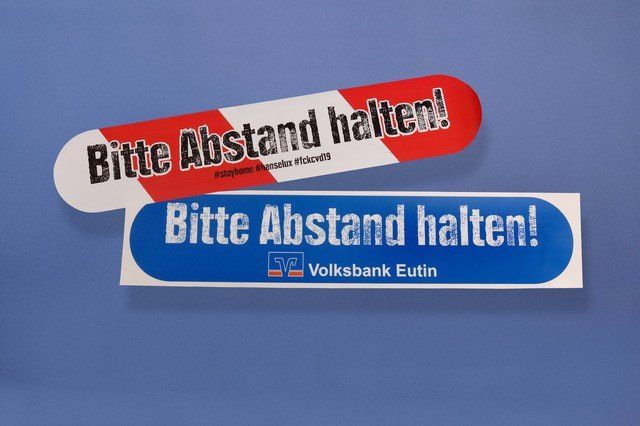 Bitte Abstand halten!
#stayhome #hanselux #fckcvd19
Bitte Abstand halten!
Volksbank Eutin